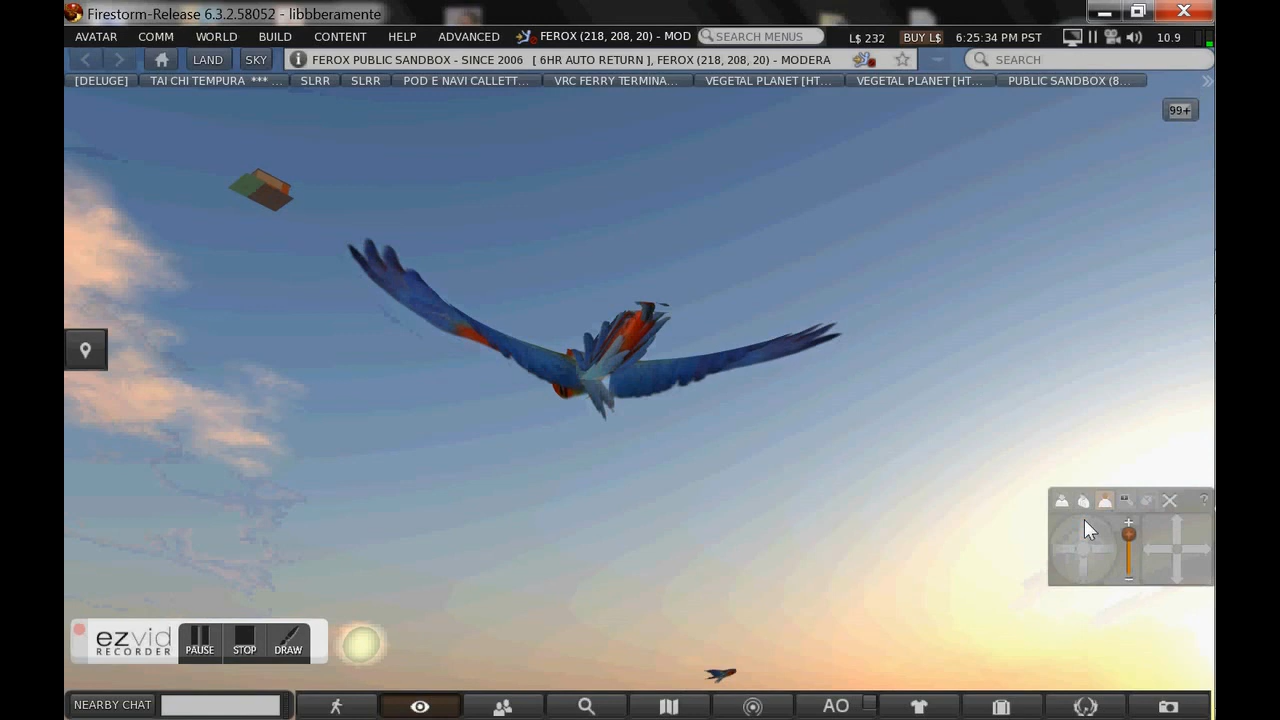 Firestorm-Release 6.3.2.58052 - libbberamente
AVATAR COMM WORLD BUILD CONTENT HELP ADVANCED FEROX (218, 208, 20) - MOD SEARCH MENUS L$ 232 BUY L$ 6:25:34 PM PST 10.9
LAND SKY FEROX PUBLIC SANDBOX - SINCE 2006 [ 6HR AUTO RETURN ], FEROX (218, 208, 20) - MODERA SEARCH
[DELUGE] TAI CHI TEMPURA *** ... SLRR SLRR POD E NAVI CALLETT... VRC FERRY TERMINA... VEGETAL PLANET [HT... VEGETAL PLANET [HT... PUBLIC SANDBOX (8...
99+
ezvid
RECORDER
PAUSE STOP DRAW
NEARBY CHAT AO